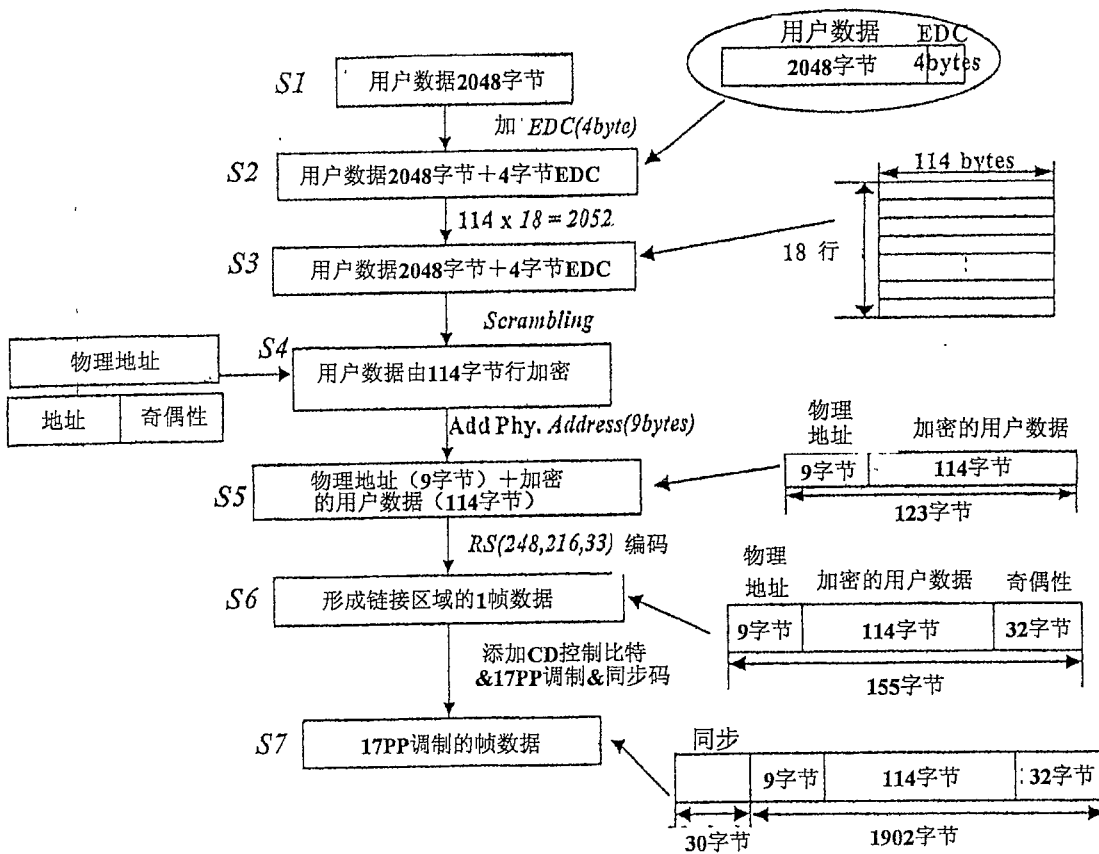 用户数据 EDC
2048字节 4bytes
S1 用户数据2048字节
加 EDC(4byte)
S2 用户数据2048字节+4字节EDC
114 x 18 = 2052
114 bytes
18 行
S3 用户数据2048字节+4字节EDC
Scrambling
物理地址
地址 奇偶性
S4 用户数据由114字节行加密
Add Phy. Address(9bytes)
物理
地址 加密的用户数据
9字节 114字节
123字节
S5 物理地址（9字节）+加密
的用户数据（114字节）
RS(248,216,33) 编码
物理
地址 加密的用户数据 奇偶性
9字节 114字节 32字节
155字节
S6 形成链接区域的1帧数据
添加CD控制比特
&17PP调制&同步码
S7 17PP调制的帧数据
同步
9字节 114字节 32字节
30字节 1902字节